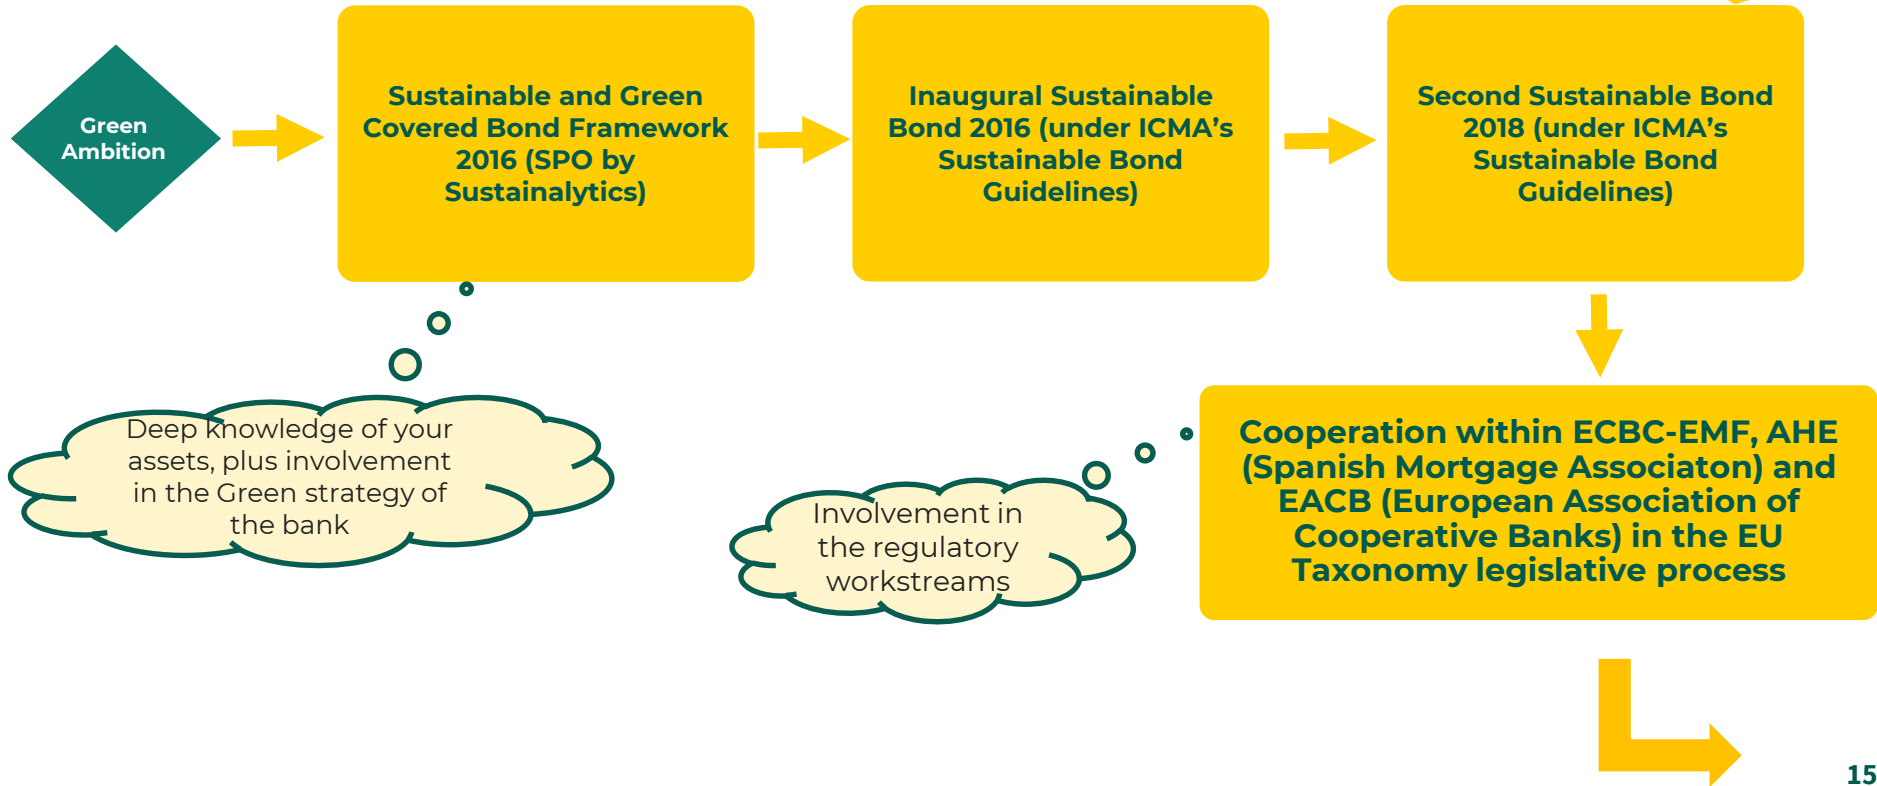 Green
Ambition
Sustainable and Green
Covered Bond Framework
2016 (SPO by
Sustainalytics)
Inaugural Sustainable
Bond 2016 (under ICMA’s
Sustainable Bond
Guidelines)
Second Sustainable Bond
2018 (under ICMA’s
Sustainable Bond
Guidelines)
Deep knowledge of your
assets, plus involvement
in the Green strategy of
the bank
Involvement in
the regulatory
workstreams
Cooperation within ECBC-EMF, AHE
(Spanish Mortgage Associaton) and
EACB (European Association of
Cooperative Banks) in the EU
Taxonomy legislative process
15